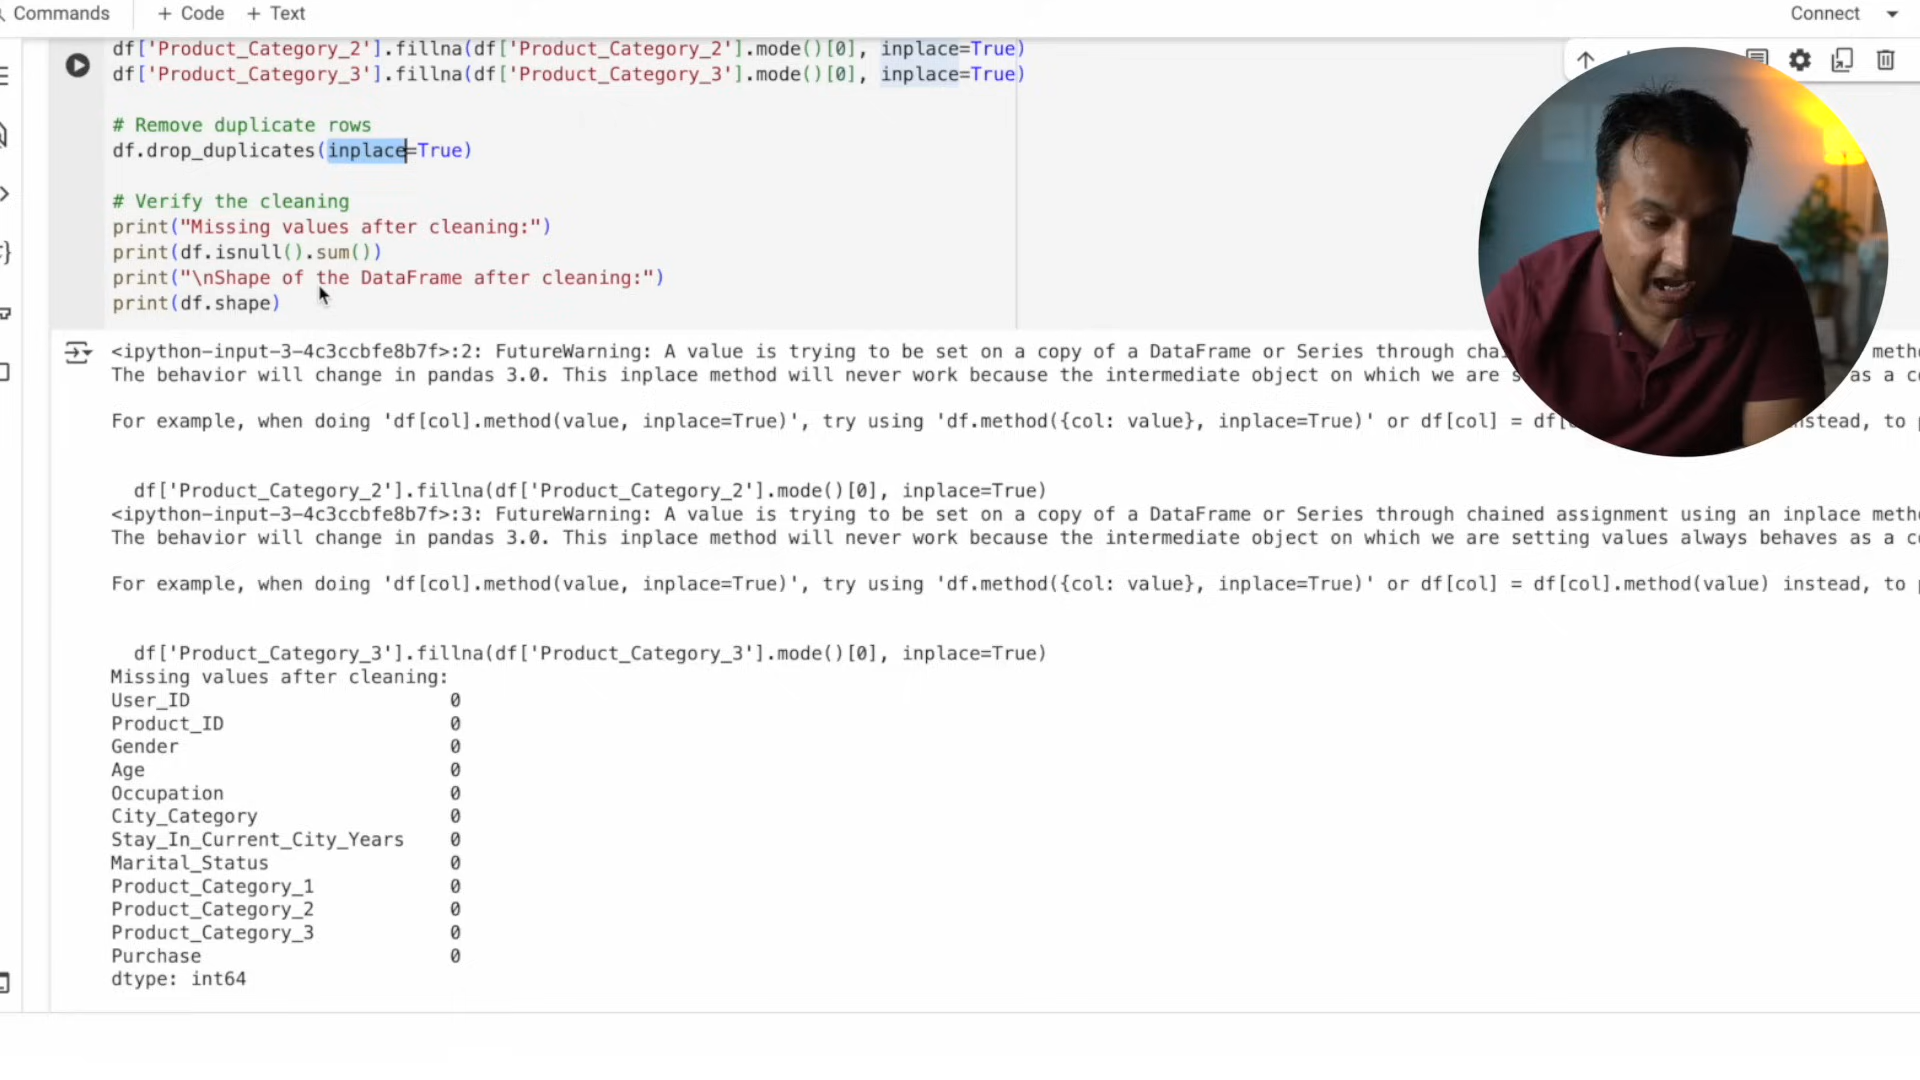 Commands
+ Code
+ Text
Connect
df['Product_Category_2'].fillna(df['Product_Category_2'].mode()[0], inplace=True)
df['Product_Category_3'].fillna(df['Product_Category_3'].mode()[0], inplace=True)
# Remove duplicate rows
df.drop_duplicates(inplace=True)
# Verify the cleaning
print("Missing values after cleaning:")
print(df.isnull().sum())
print("\nShape of the DataFrame after cleaning:")
print(df.shape)
<ipython-input-3-4c3ccbfe8b7f>:2: FutureWarning: A value is trying to be set on a copy of a DataFrame or Series through
The behavior will change in pandas 3.0. This inplace method will never work because the intermediate object on which we are as a
For example, when doing 'df[col].method(value, inplace=True)', try using 'df.method({col: value}, inplace=True)' or df[col] =
df['Product_Category_2'].fillna(df['Product_Category_2'].mode()[0], inplace=True)
<ipython-input-3-4c3ccbfe8b7f>:3: FutureWarning: A value is trying to be set on a copy of a DataFrame or Series through chained assignment using an inplace
The behavior will change in pandas 3.0. This inplace method will never work because the intermediate object on which we are setting values always behaves as a
For example, when doing 'df[col].method(value, inplace=True)', try using 'df.method({col: value}, inplace=True)' or df[col] = df[col].method(value) instead, to
df['Product_Category_3'].fillna(df['Product_Category_3'].mode()[0], inplace=True)
Missing values after cleaning:
User_ID 0
Product_ID 0
Gender 0
Age 0
Occupation 0
City_Category 0
Stay_In_Current_City_Years 0
Marital_Status 0
Product_Category_1 0
Product_Category_2 0
Product_Category_3 0
Purchase 0
dtype: int64